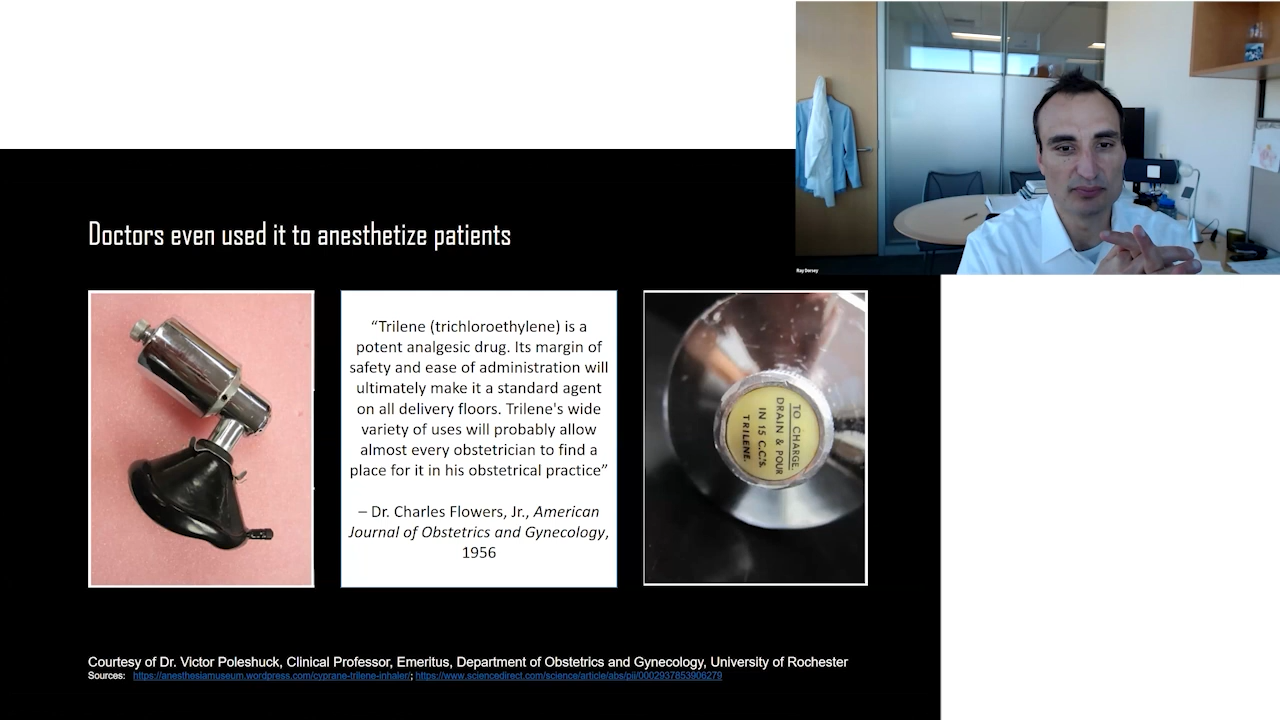 Ray Dorsey
Doctors even used it to anesthetize patients
“Trilene (trichloroethylene) is a
potent analgesic drug. Its margin of
safety and ease of administration will
ultimately make it a standard agent
on all delivery floors. Trilene's wide
variety of uses will probably allow
almost every obstetrician to find a
place for it in his obstetrical practice”
– Dr. Charles Flowers, Jr., American
Journal of Obstetrics and Gynecology,
1956
TO CHARGE
DRAIN & POUR
IN 15 C.C'S.
TRILENE.
Courtesy of Dr. Victor Poleshuck, Clinical Professor, Emeritus, Department of Obstetrics and Gynecology, University of Rochester
Sources: https://anesthesiamuseum.wordpress.com/cyprane-trilene-inhaler/; https://www.sciencedirect.com/science/article/abs/pii/0002937853906279